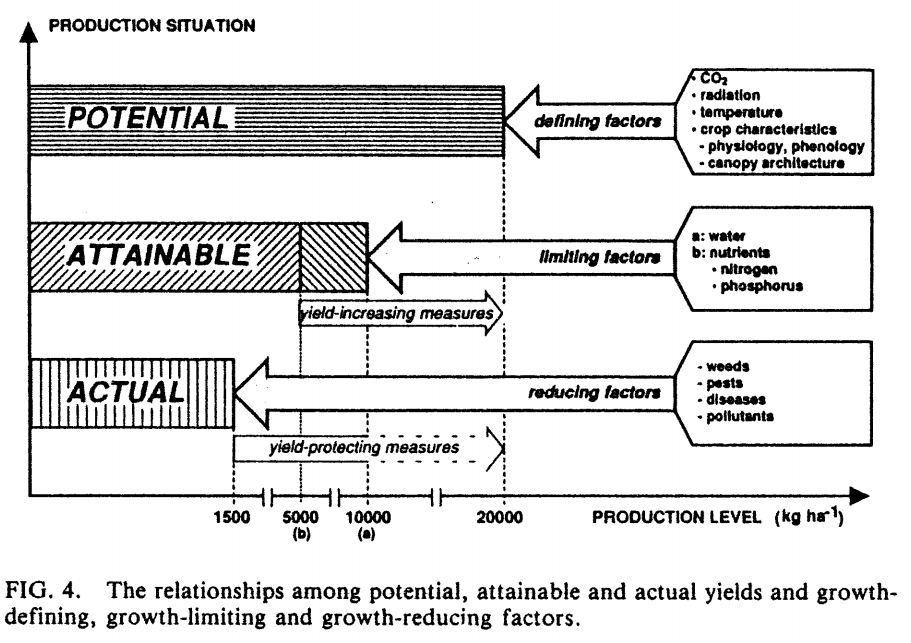 PRODUCTION SITUATION
POTENTIAL
defining factors
• CO₂
• radiation
• temperature
• crop characteristics
- physiology, phenology
- canopy architecture
ATTAINABLE
limiting factors
a: water
b: nutrients
• nitrogen
• phosphorus
yield-increasing measures
ACTUAL
reducing factors
- weeds
- pests
- diseases
- pollutants
yield-protecting measures
1500 5000 10000 20000 PRODUCTION LEVEL (kg ha⁻¹)
(b) (a)
FIG. 4. The relationships among potential, attainable and actual yields and growth-
defining, growth-limiting and growth-reducing factors.